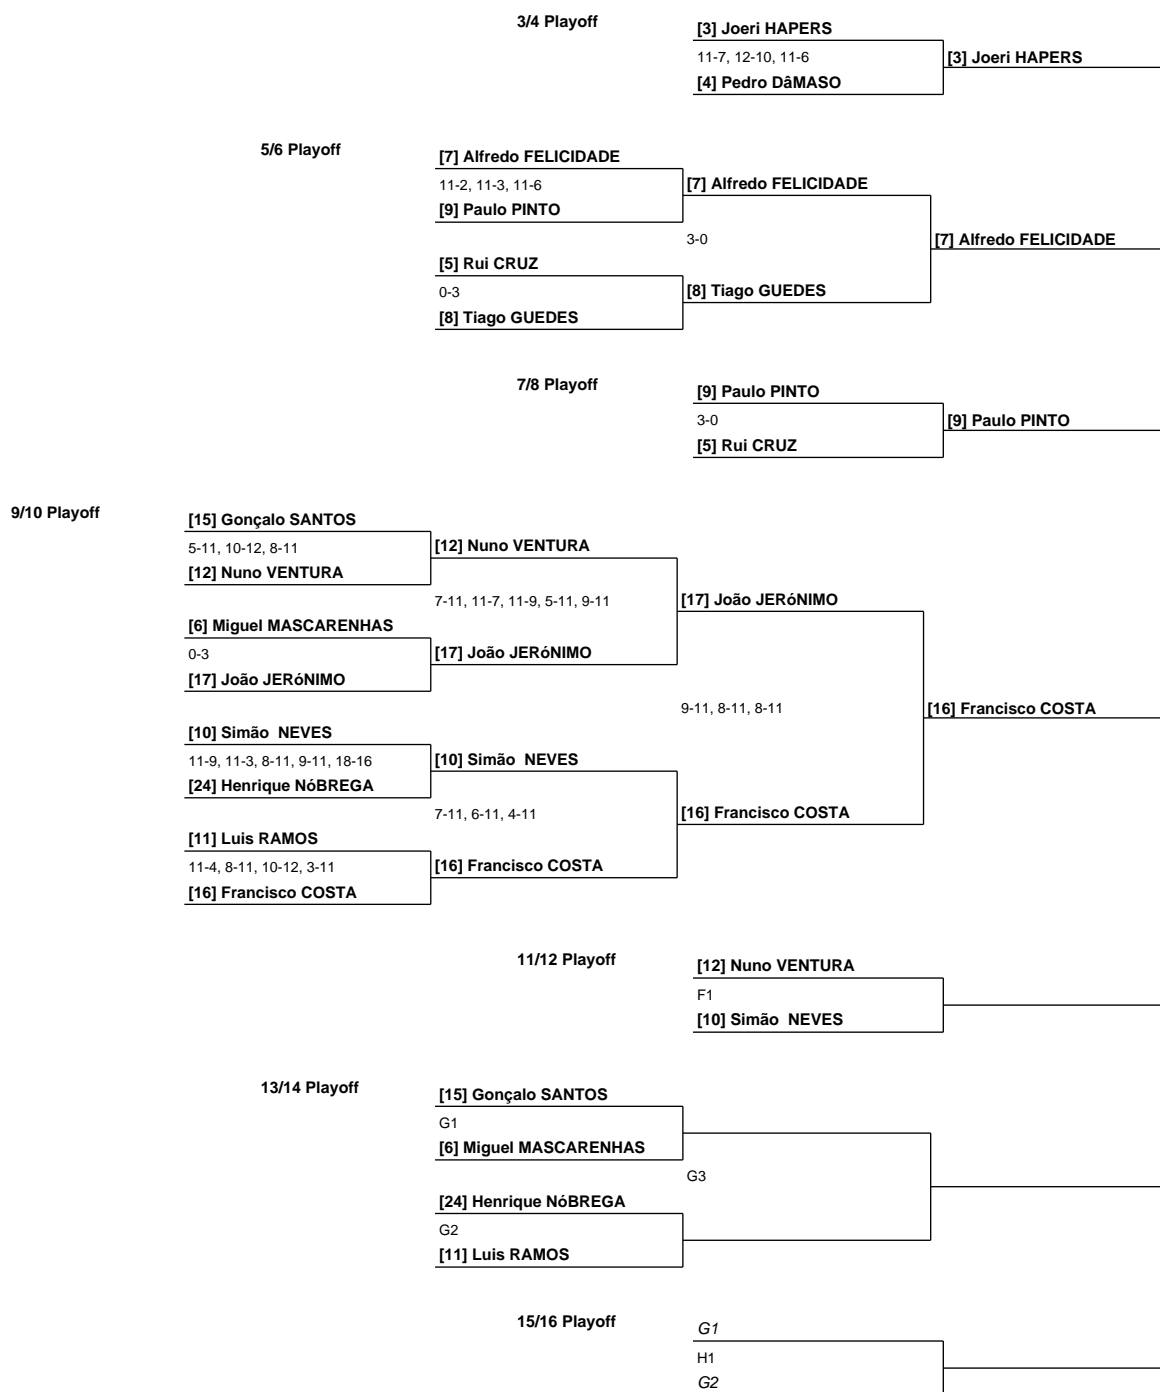 3/4 Playoff
[3] Joeri HAPERS
11-7, 12-10, 11-6
[3] Joeri HAPERS
[4] Pedro DâMASO
5/6 Playoff
[7] Alfredo FELICIDADE
11-2, 11-3, 11-6
[7] Alfredo FELICIDADE
[9] Paulo PINTO
3-0
[7] Alfredo FELICIDADE
[5] Rui CRUZ
0-3
[8] Tiago GUEDES
[8] Tiago GUEDES
7/8 Playoff
[9] Paulo PINTO
3-0
[9] Paulo PINTO
[5] Rui CRUZ
9/10 Playoff
[15] Gonçalo SANTOS
5-11, 10-12, 8-11
[12] Nuno VENTURA
[12] Nuno VENTURA
7-11, 11-7, 11-9, 5-11, 9-11
[17] João JERóNIMO
[6] Miguel MASCARENHAS
0-3
[17] João JERóNIMO
[17] João JERóNIMO
9-11, 8-11, 8-11
[16] Francisco COSTA
[10] Simão  NEVES
11-9, 11-3, 8-11, 9-11, 18-16
[10] Simão  NEVES
[24] Henrique NóBREGA
7-11, 6-11, 4-11
[16] Francisco COSTA
[11] Luis RAMOS
11-4, 8-11, 10-12, 3-11
[16] Francisco COSTA
[16] Francisco COSTA
11/12 Playoff
[12] Nuno VENTURA
F1
[10] Simão  NEVES
13/14 Playoff
[15] Gonçalo SANTOS
G1
[6] Miguel MASCARENHAS
G3
[24] Henrique NóBREGA
G2
[11] Luis RAMOS
15/16 Playoff
G1
H1
G2